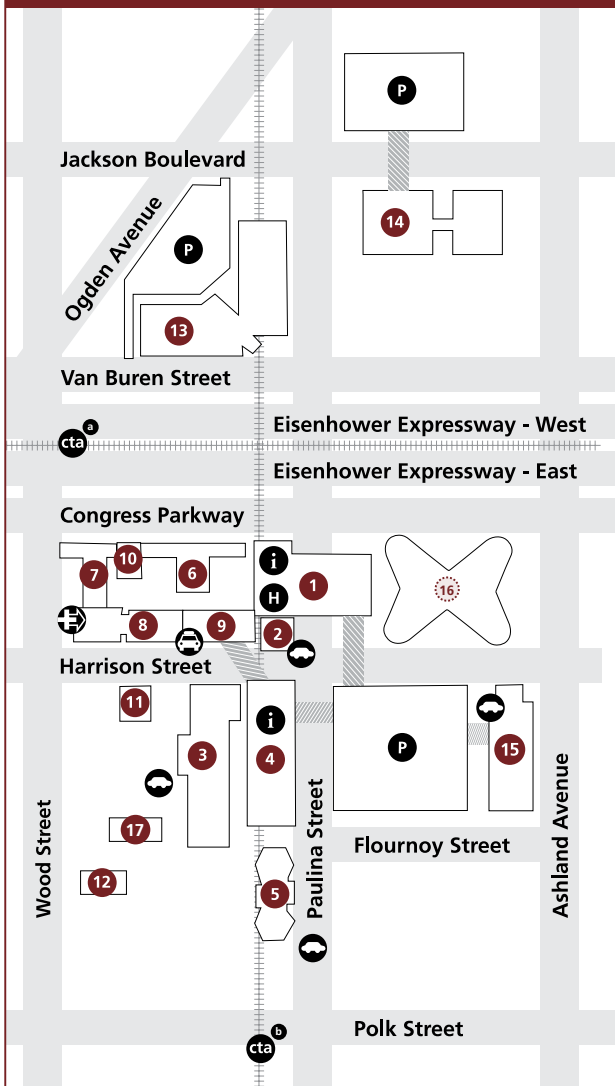 P
Jackson Boulevard
Ogden Avenue
14
P
13
Van Buren Street
Eisenhower Expressway - West
cta a
Eisenhower Expressway - East
Congress Parkway
10
i
7
6
1
16
H
8
9
2
Harrison Street
11
i
3
4
P
15
17
12
5
Wood Street
Paulina Street
Flournoy Street
Ashland Avenue
Polk Street
cta b